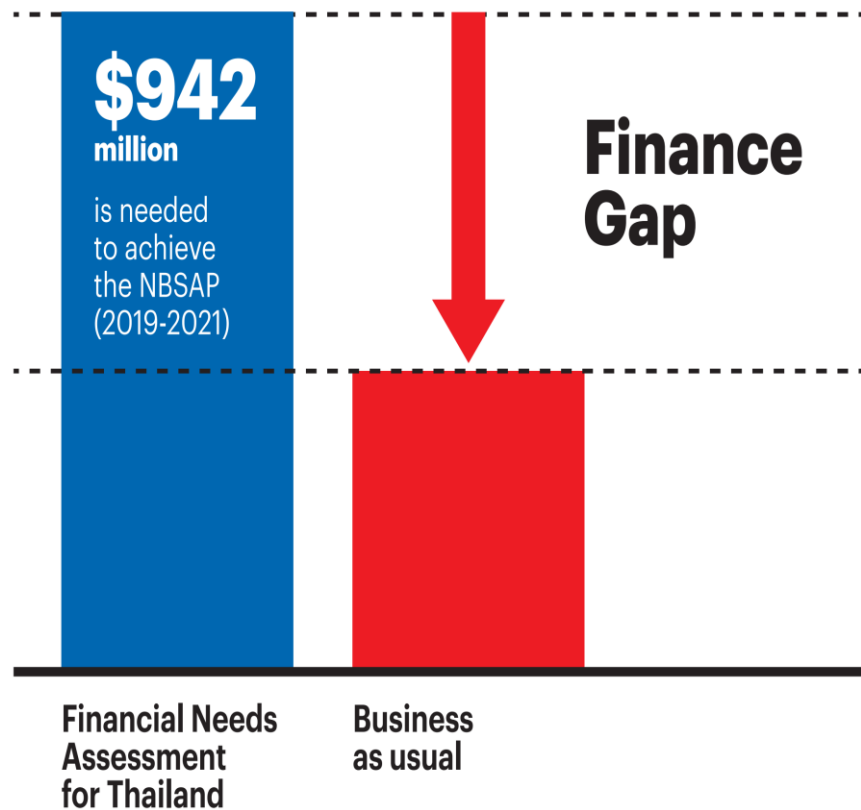 $942
million
is needed
to achieve
the NBSAP
(2019-2021)
Finance
Gap
Financial Needs
Assessment
for Thailand
Business
as usual